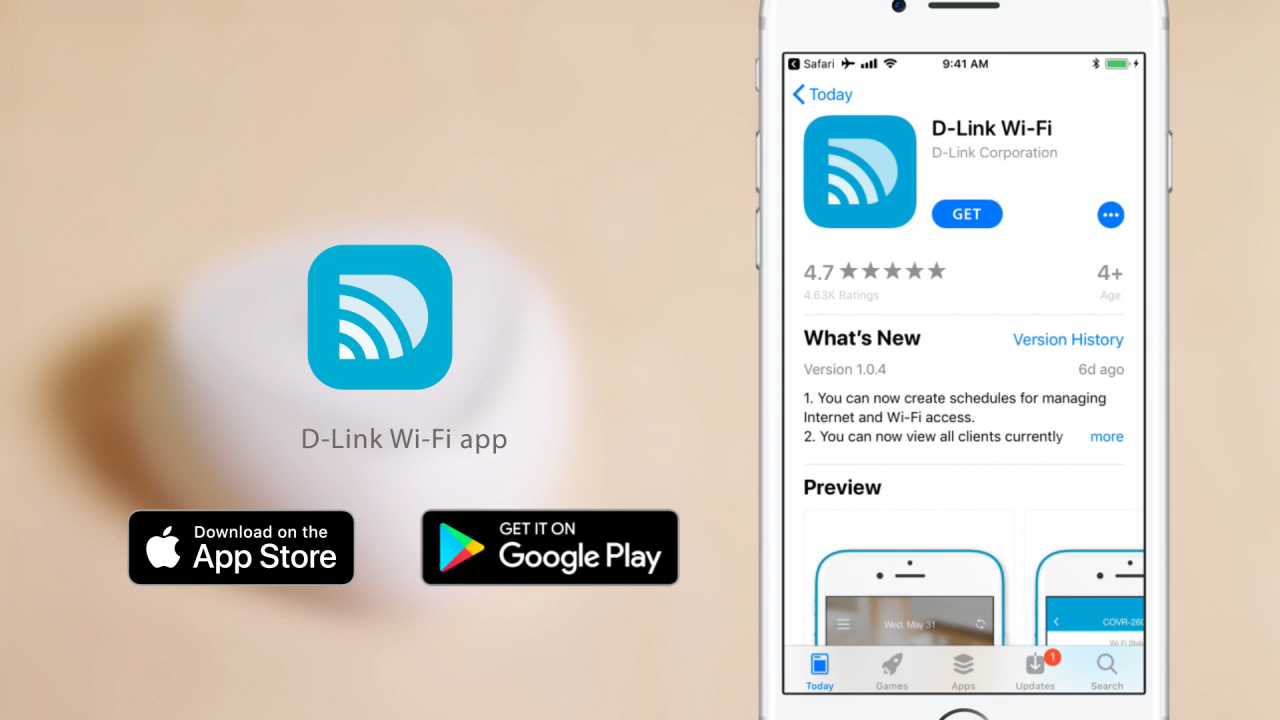 D-Link Wi-Fi app
Download on the
App Store
GET IT ON
Google Play
Safari
9:41 AM
Today
D-Link Wi-Fi
D-Link Corporation
GET
4.7
4+
4.63K Ratings
Age
What's New
Version History
Version 1.0.4
6d ago
1. You can now create schedules for managing
Internet and Wi-Fi access.
2. You can now view all clients currently
more
Preview
Wed, May 31
COVR-260
Wi-Fi Stat
Today
Games
Apps
1
Updates
Search